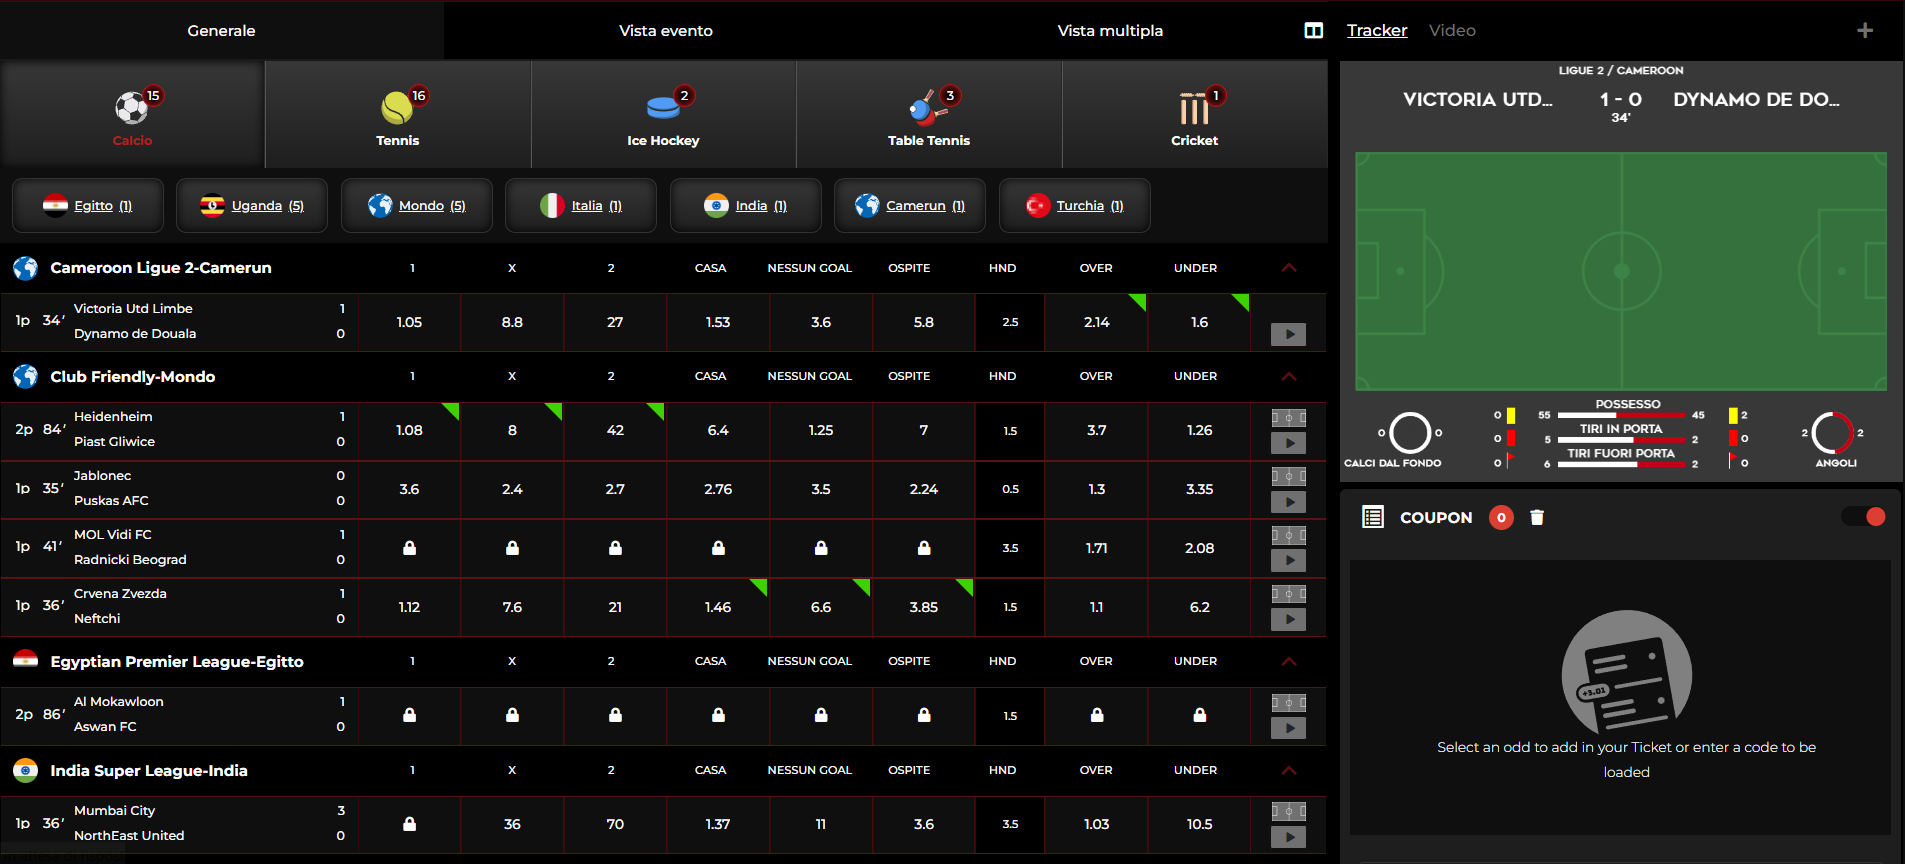 Generale
Vista evento
Vista multipla
Tracker Video
15
Calcio
16
Tennis
2
Ice Hockey
3
Table Tennis
1
Cricket
Egitto (1)
Uganda (5)
Mondo (5)
Italia (1)
India (1)
Camerun (1)
Turchia (1)
Cameroon Ligue 2-Camerun 1 X 2 CASA NESSUN GOAL OSPITE HND OVER UNDER
Victoria Utd Limbe 1
1p 34′ 1.05 8.8 27 1.53 3.6 5.8 2.5 2.14 1.6
Dynamo de Douala 0
Club Friendly-Mondo 1 X 2 CASA NESSUN GOAL OSPITE HND OVER UNDER
Heidenheim 1
2p 84′ 1.08 8 42 6.4 1.25 7 1.5 3.7 1.26
Piast Gliwice 0
Jablonec 0
1p 35′ 3.6 2.4 2.7 2.76 3.5 2.24 0.5 1.3 3.35
Puskas AFC 0
MOL Vidi FC 1
1p 41′ 3.5 1.71 2.08
Radnicki Beograd 0
Crvena Zvezda 1
1p 36′ 1.12 7.6 21 1.46 6.6 3.85 1.5 1.1 6.2
Neftchi 0
Egyptian Premier League-Egitto 1 X 2 CASA NESSUN GOAL OSPITE HND OVER UNDER
Al Mokawloon 1
2p 86′ 1.5
Aswan FC 0
India Super League-India 1 X 2 CASA NESSUN GOAL OSPITE HND OVER UNDER
Mumbai City 3
1p 36′ 36 70 1.37 11 3.6 3.5 1.03 10.5
NorthEast United 0
LIGUE 2 / CAMEROON
VICTORIA UTD... 1 - 0 DYNAMO DE DO...
34'
POSSESSO
0 55 45 2
TIRI IN PORTA
0 0 0 5 2 0 2 2
TIRI FUORI PORTA
CALCI DAL FONDO 0 6 2 0 ANGOLI
COUPON 0
+3.01
Select an odd to add in your Ticket or enter a code to be
loaded